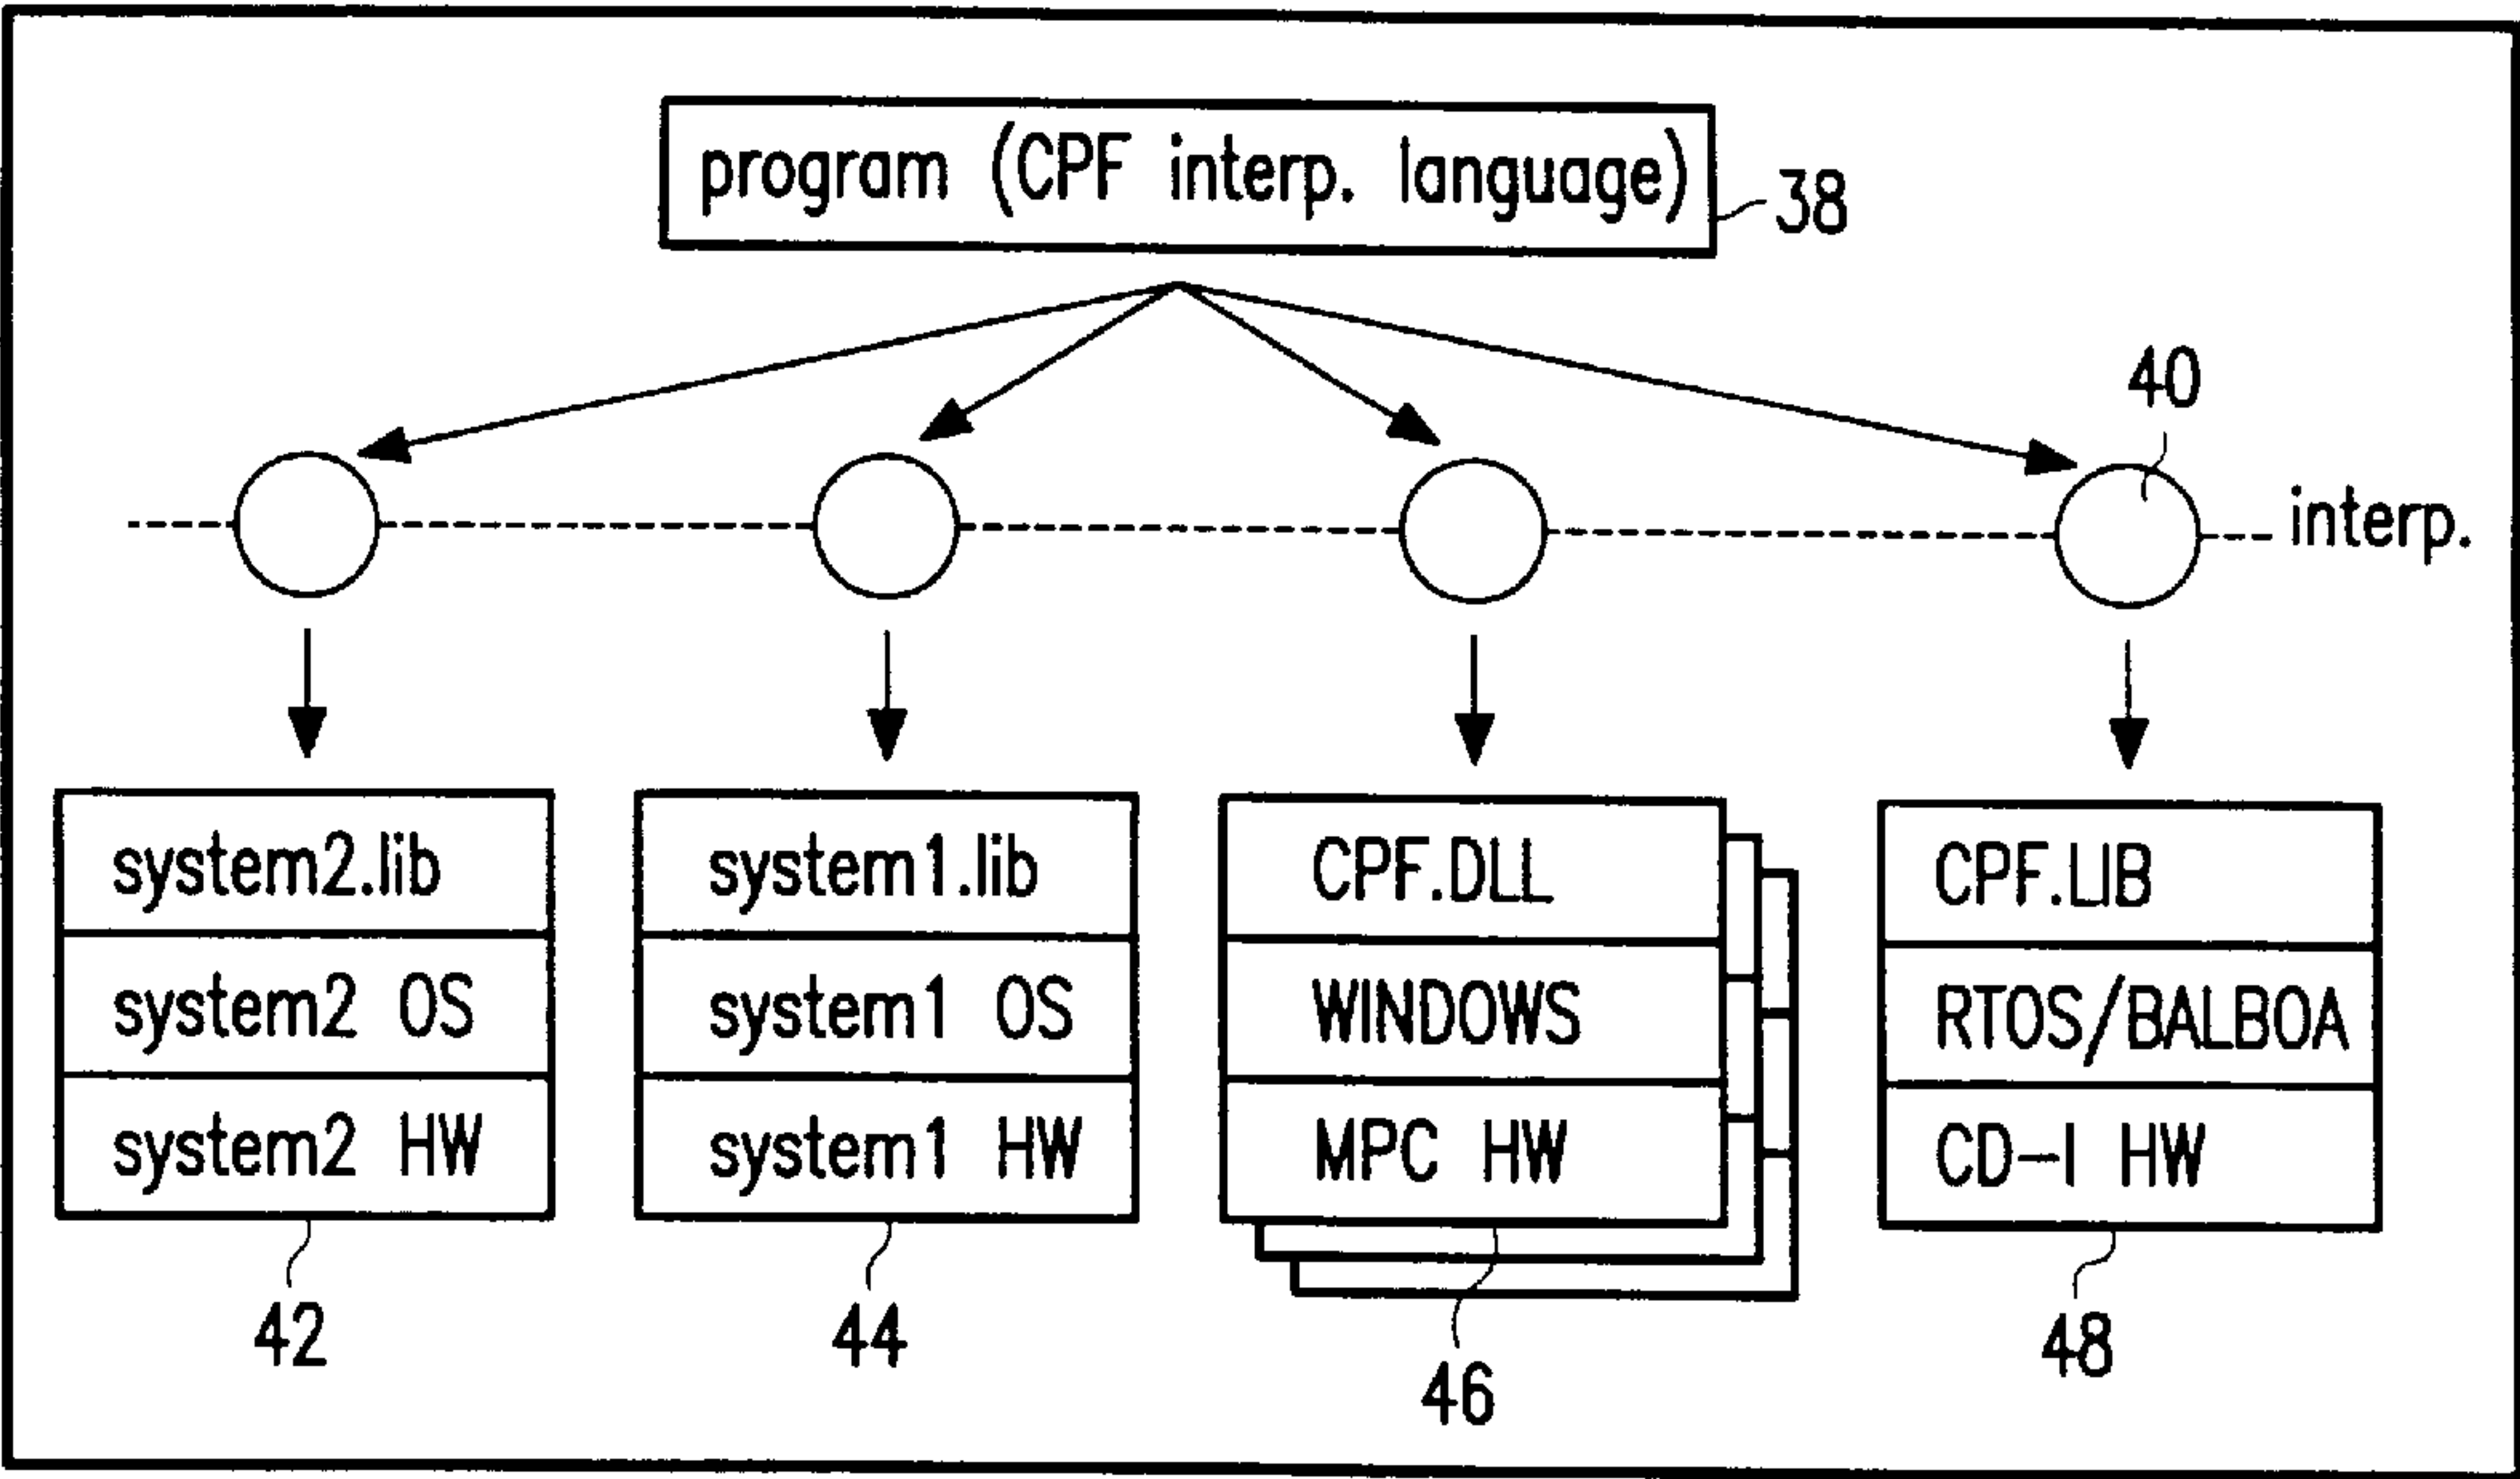 program (CPF interp. language)
38
40
interp.
system2.lib
system2 OS
system2 HW
42
system1.lib
system1 OS
system1 HW
44
CPF.DLL
WINDOWS
MPC HW
46
CPF.LIB
RTOS/BALBOA
CD-I HW
48